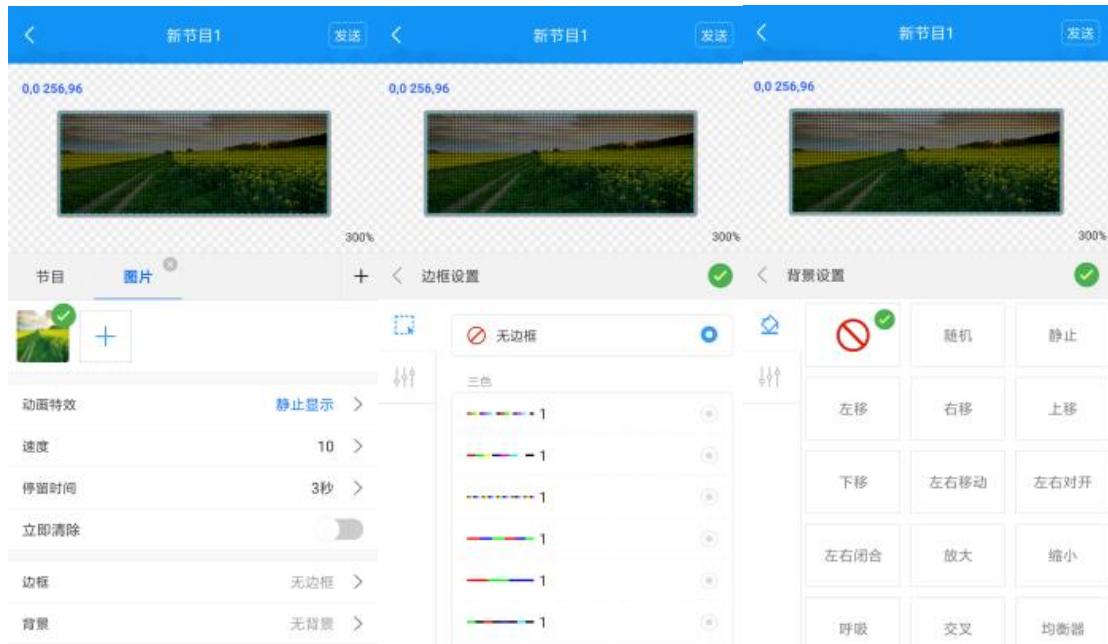 新节目1
发送
0,0 256,96
300%
节目
图片
动画特效 静止显示
速度 10
停留时间 3秒
立即清除
边框 无边框
背景 无背景
新节目1
发送
0,0 256,96
300%
边框设置
无边框
三色
1
1
1
1
1
1
新节目1
发送
0,0 256,96
300%
背景设置
随机 静止
左移 右移 上移
下移 左右移动 左右对开
左右闭合 放大 缩小
呼吸 交叉 均衡器